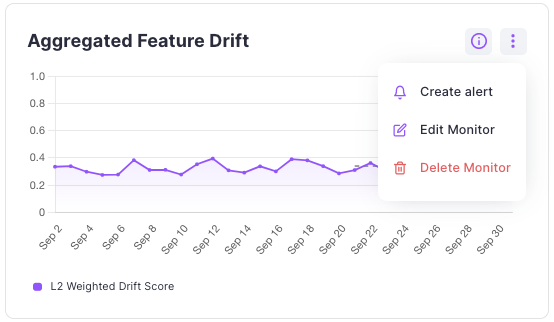 Aggregated Feature Drift
Create alert
Edit Monitor
Delete Monitor
1.0
0.8
0.6
0.4
0.2
0
Sep 2
Sep 4
Sep 6
Sep 8
Sep 10
Sep 12
Sep 14
Sep 16
Sep 18
Sep 20
Sep 22
Sep 24
Sep 26
Sep 28
Sep 30
L2 Weighted Drift Score